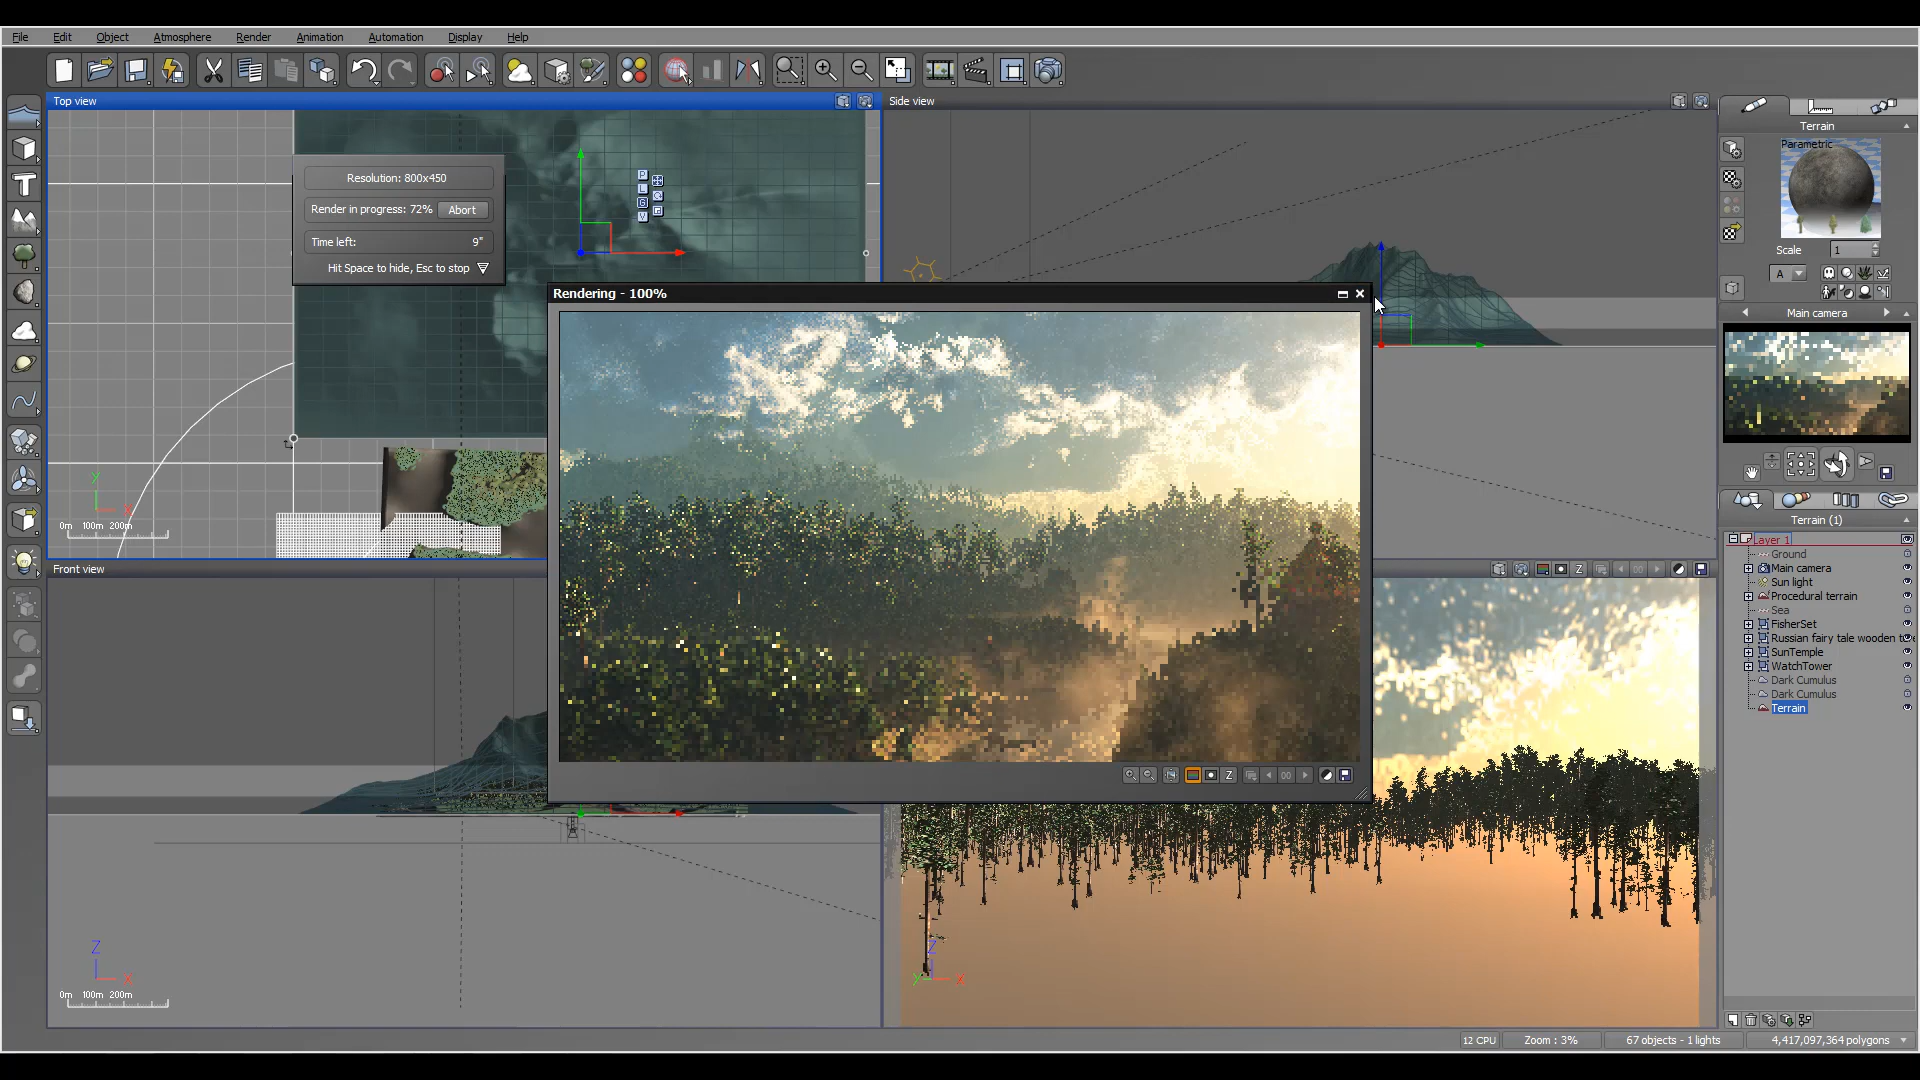 File Edit Object Atmosphere Render Animation Automation Display Help
Top view
Side view
Resolution: 800x450
Render in progress: 72% Abort
Time left: 9"
Hit Space to hide, Esc to stop
P
L
G
V
Rendering - 100%
Z
Y
X
0m 100m 200m
Front view
Z
X
0m 100m 200m
Z
Z
Y X
Terrain
Parametric
Scale 1
A
Main camera
Terrain (1)
Layer 1
Ground
Main camera
Sun light
Procedural terrain
Sea
FisherSet
Russian fairy tale wooden
SunTemple
WatchTower
Dark Cumulus
Dark Cumulus
Terrain
12 CPU Zoom : 3% 67 objects - 1 lights 4,417,097,364 polygons